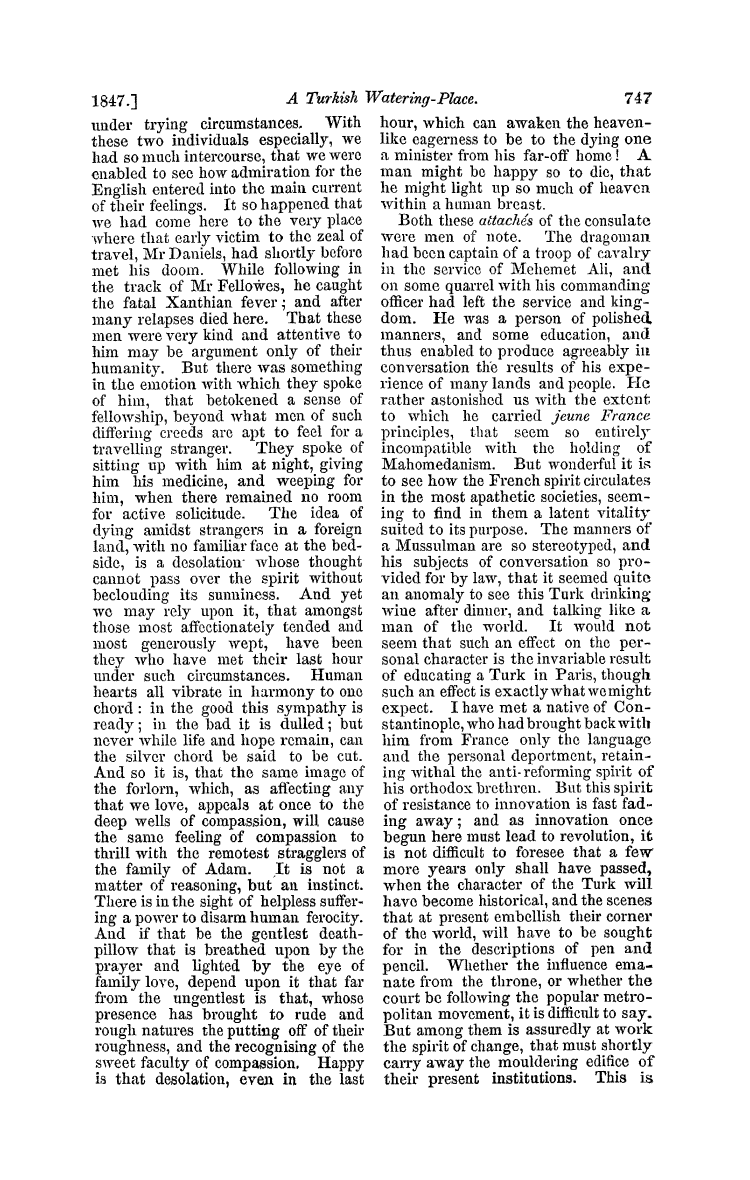 1847.] A Turkish Watering-Place. 747
under trying circumstances. With
these two individuals especially, we
had so much intercourse, that we were
enabled to see how admiration for the
English entered into the main current
of their feelings. It so happened that
we had come here to the very place
where that early victim to the zeal of
travel, Mr Daniels, had shortly before
met his doom. While following in
the track of Mr Fellowes, he caught
the fatal Xanthian fever; and after
many relapses died here. That these
men were very kind and attentive to
him may be argument only of their
humanity. But there was something
in the emotion with which they spoke
of him, that betokened a sense of
fellowship, beyond what men of such
differing creeds are apt to feel for a
travelling stranger. They spoke of
sitting up with him at night, giving
him his medicine, and weeping for
him, when there remained no room
for active solicitude. The idea of
dying amidst strangers in a foreign
land, with no familiar face at the bed-
side, is a desolation whose thought
cannot pass over the spirit without
beclouding its sunniness. And yet
we may rely upon it, that amongst
those most affectionately tended and
most generously wept, have been
they who have met their last hour
under such circumstances. Human
hearts all vibrate in harmony to one
chord: in the good this sympathy is
ready; in the bad it is dulled; but
never while life and hope remain, can
the silver chord be said to be cut.
And so it is, that the same image of
the forlorn, which, as affecting any
that we love, appeals at once to the
deep wells of compassion, will cause
the same feeling of compassion to
thrill with the remotest stragglers of
the family of Adam. It is not a
matter of reasoning, but an instinct.
There is in the sight of helpless suffer-
ing a power to disarm human ferocity.
And if that be the gentlest death-
pillow that is breathed upon by the
prayer and lighted by the eye of
family love, depend upon it that far
from the ungentlest is that, whose
presence has brought to rude and
rough natures the putting off of their
roughness, and the recognising of the
sweet faculty of compassion. Happy
is that desolation, even in the last
hour, which can awaken the heaven-
like eagerness to be to the dying one
a minister from his far-off home! A
man might be happy so to die, that
he might light up so much of heaven
within a human breast.
Both these attachés of the consulate
were men of note. The dragoman
had been captain of a troop of cavalry
in the service of Mehemet Ali, and
on some quarrel with his commanding
officer had left the service and king-
dom. He was a person of polished
manners, and some education, and
thus enabled to produce agreeably in
conversation the results of his expe-
rience of many lands and people. He
rather astonished us with the extent
to which he carried jeune France
principles, that seem so entirely
incompatible with the holding of
Mahomedanism. But wonderful it is
to see how the French spirit circulates
in the most apathetic societies, seem-
ing to find in them a latent vitality
suited to its purpose. The manners of
a Mussulman are so stereotyped, and
his subjects of conversation so pro-
vided for by law, that it seemed quite
an anomaly to see this Turk drinking
wine after dinner, and talking like a
man of the world. It would not
seem that such an effect on the per-
sonal character is the invariable result
of educating a Turk in Paris, though
such an effect is exactly what we might
expect. I have met a native of Con-
stantinople, who had brought back with
him from France only the language
and the personal deportment, retain-
ing withal the anti-reforming spirit of
his orthodox brethren. But this spirit
of resistance to innovation is fast fad-
ing away; and as innovation once
begun here must lead to revolution, it
is not difficult to foresee that a few
more years only shall have passed,
when the character of the Turk will
have become historical, and the scenes
that at present embellish their corner
of the world, will have to be sought
for in the descriptions of pen and
pencil. Whether the influence ema-
nate from the throne, or whether the
court be following the popular metro-
politan movement, it is difficult to say.
But among them is assuredly at work
the spirit of change, that must shortly
carry away the mouldering edifice of
their present institutions. This is